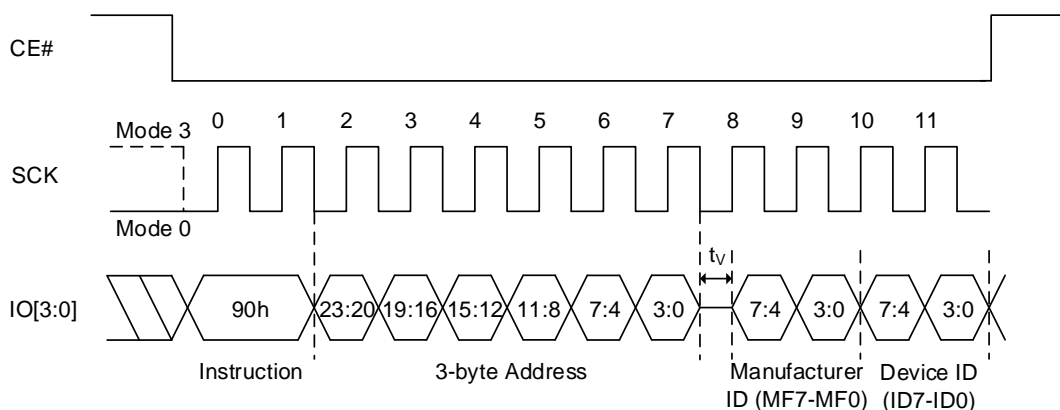 CE#
0 1 2 3 4 5 6 7 8 9 10 11
Mode 3
SCK
Mode 0
tV
IO[3:0]
90h 23:20 19:16 15:12 11:8 7:4 3:0 7:4 3:0 7:4 3:0
Instruction 3-byte Address Manufacturer Device ID
ID (MF7-MF0) (ID7-ID0)